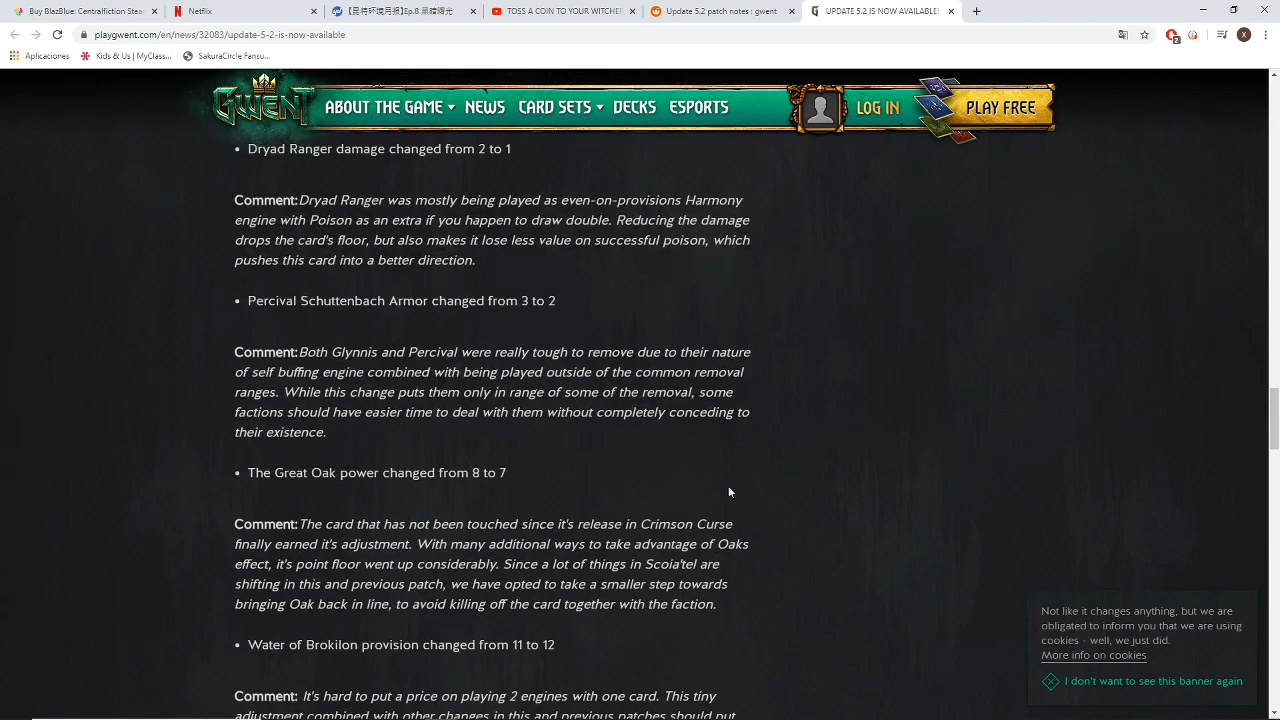 Buy BlazBlue: Centralfiction Stea
Netflix
TOSS A COIN TO YOUR WITCHER
Update 5.2 patch notes : gwent
UPDATE 5.2 IS NOW AVAILABLE!
playgwent.com/en/news/32083/update-5-2-is-now-available
Aplicaciones
Kids & Us | MyClass...
SakuraCircle Fansu...
GWENT
ABOUT THE GAME
NEWS
CARD SETS
DECKS
ESPORTS
LOG IN
PLAY FREE
• Dryad Ranger damage changed from 2 to 1
Comment: Dryad Ranger was mostly being played as even-on-provisions Harmony
engine with Poison as an extra if you happen to draw double. Reducing the damage
drops the card's floor, but also makes it lose less value on successful poison, which
pushes this card into a better direction.
• Percival Schuttenbach Armor changed from 3 to 2
Comment: Both Glynnis and Percival were really tough to remove due to their nature
of self buffing engine combined with being played outside of the common removal
ranges. While this change puts them only in range of some of the removal, some
factions should have easier time to deal with them without completely conceding to
their existence.
• The Great Oak power changed from 8 to 7
Comment: The card that has not been touched since it's release in Crimson Curse
finally earned it's adjustment. With many additional ways to take advantage of Oaks
effect, it's point floor went up considerably. Since a lot of things in Scoia'tel are
shifting in this and previous patch, we have opted to take a smaller step towards
bringing Oak back in line, to avoid killing off the card together with the faction.
• Water of Brokilon provision changed from 11 to 12
Comment: It's hard to put a price on playing 2 engines with one card. This tiny
adjustment combined with other changes in this and previous patches should put
Not like it changes anything, but we are
obligated to inform you that we are using
cookies - well, we just did.
More info on cookies
I don't want to see this banner again